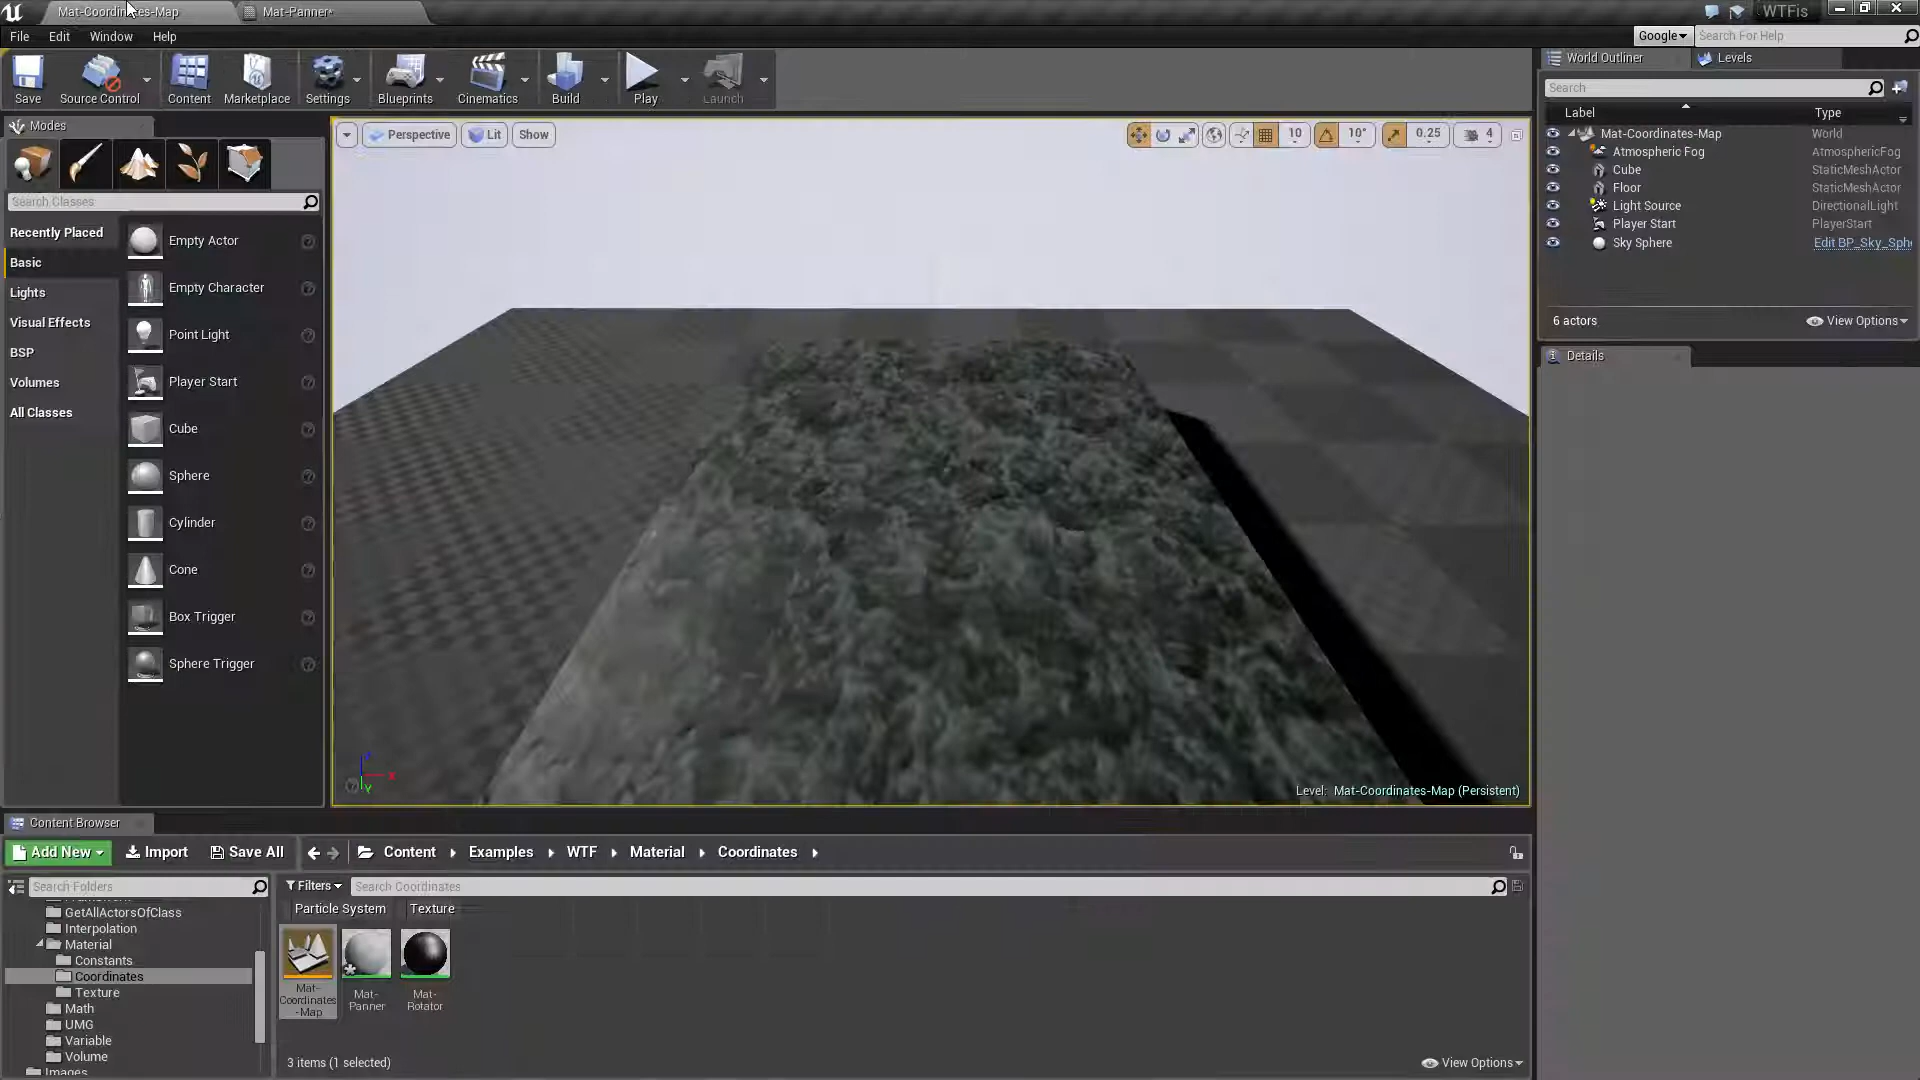 Mat-Coordinates-Map
Mat-Panner*
WTFis
File Edit Window Help
Google
Search For Help
Save
Source Control
Content
Marketplace
Settings
Blueprints
Cinematics
Build
Play
Launch
World Outliner
Levels
Search
Label
Type
Mat-Coordinates-Map World
Atmospheric Fog AtmosphericFog
Cube StaticMeshActor
Floor StaticMeshActor
Light Source DirectionalLight
Player Start PlayerStart
Sky Sphere Edit BP_Sky_Sph
6 actors
View Options
Details
Modes
Search Classes
Recently Placed
Basic
Lights
Visual Effects
BSP
Volumes
All Classes
Empty Actor
Empty Character
Point Light
Player Start
Cube
Sphere
Cylinder
Cone
Box Trigger
Sphere Trigger
Perspective
Lit
Show
10
10°
0.25
4
X
Y
Level: Mat-Coordinates-Map (Persistent)
Content Browser
Add New
Import
Save All
Content
Examples
WTF
Material
Coordinates
Search Folders
GetAllActorsOfClass
Interpolation
Material
Constants
Coordinates
Texture
Math
UMG
Variable
Volume
Images
Filters
Search Coordinates
Particle System
Texture
Mat-
Coordinates
-Map
Mat-
Panner
Mat-
Rotator
3 items (1 selected)
View Options